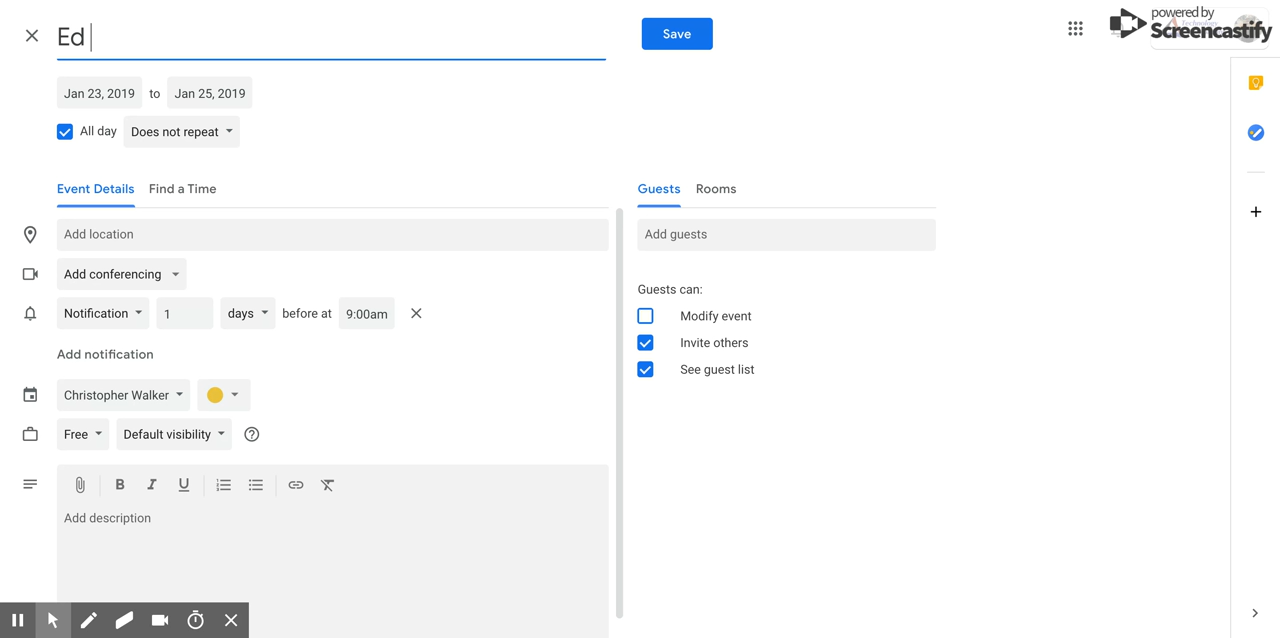 Ed
Save
powered by
Screencastify
Jan 23, 2019 to Jan 25, 2019
All day Does not repeat
Event Details Find a Time
Guests Rooms
Add location
Add guests
Add conferencing
Guests can:
Notification 1 days before at 9:00am
Modify event
Invite others
Add notification
See guest list
Christopher Walker
Free Default visibility
B I U
Add description